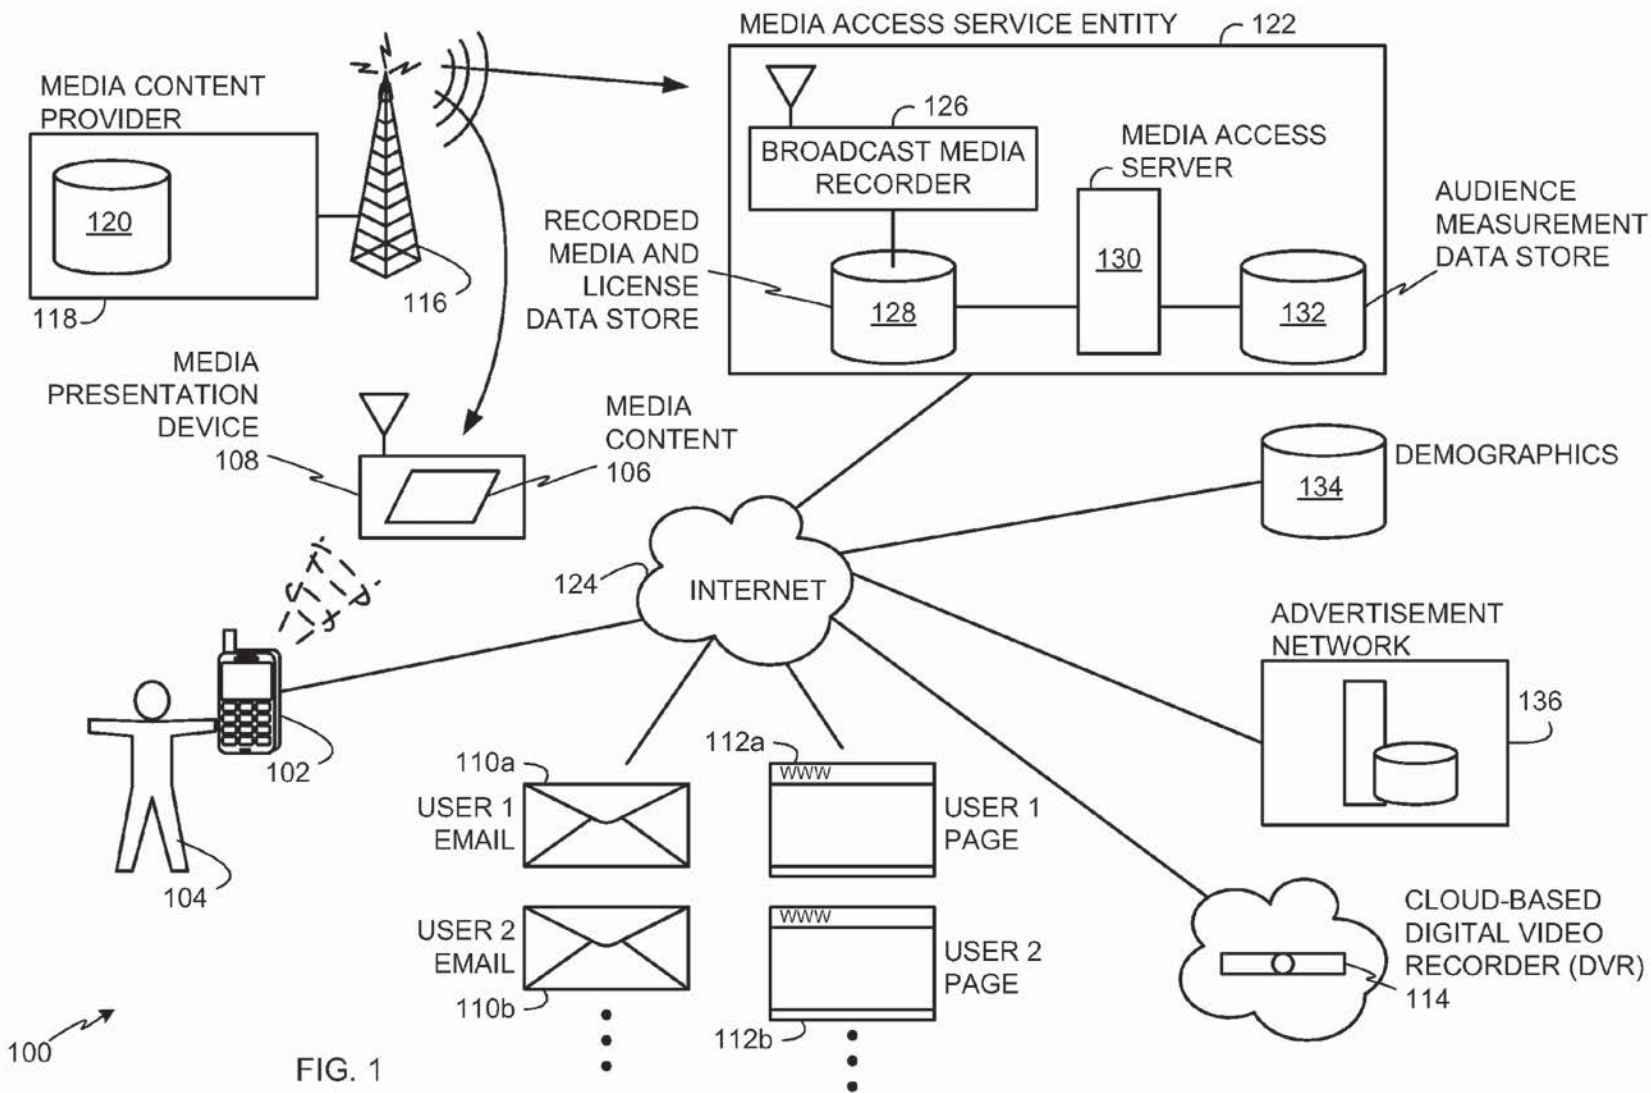 MEDIA ACCESS SERVICE ENTITY
122
MEDIA CONTENT
PROVIDER
120
118
116
126
BROADCAST MEDIA
RECORDER
MEDIA ACCESS
SERVER
130
RECORDED
MEDIA AND
LICENSE
DATA STORE
128
132
AUDIENCE
MEASUREMENT
DATA STORE
MEDIA
PRESENTATION
DEVICE
108
MEDIA
CONTENT
106
134
DEMOGRAPHICS
124
INTERNET
ADVERTISEMENT
NETWORK
136
102
104
110a
USER 1
EMAIL
112a
WWW
USER 1
PAGE
USER 2
EMAIL
110b
WWW
USER 2
PAGE
112b
CLOUD-BASED
DIGITAL VIDEO
RECORDER (DVR)
114
100
FIG. 1